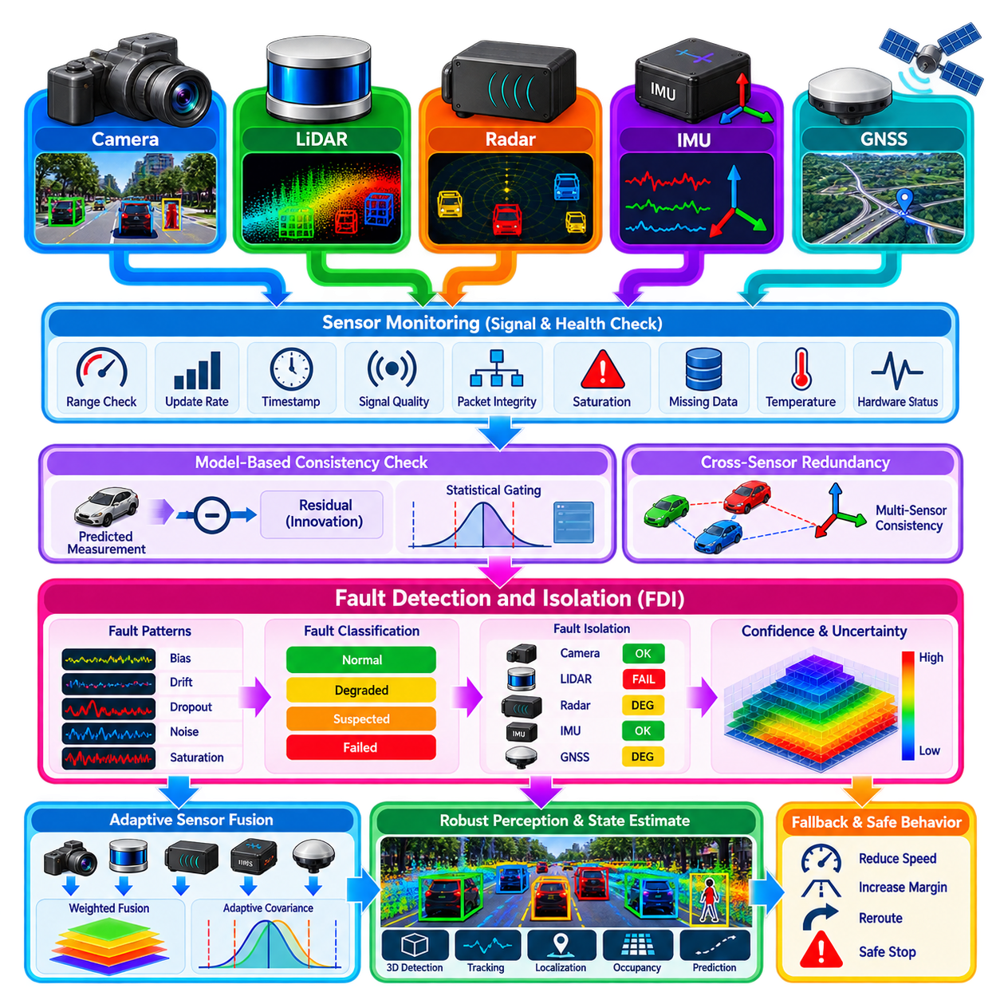 IMU
Camera
LiDAR
Radar
IMU
GNSS
Sensor Monitoring (Signal & Health Check)
Range Check
Update Rate
Timestamp
Signal Quality
Packet Integrity
Saturation
Missing Data
Temperature
Hardware Status
Model-Based Consistency Check
Predicted
Measurement
Residual
(Innovation)
Statistical Gating
Cross-Sensor Redundancy
Multi-Sensor
Consistency
Fault Detection and Isolation (FDI)
Fault Patterns
Bias
Drift
Dropout
Noise
Saturation
Fault Classification
Normal
Degraded
Suspected
Failed
Fault Isolation
Camera OK
LIDAR FAIL
Radar DEG
IMU IMU OK
GNSS DEG
Confidence & Uncertainty
High
Low
Adaptive Sensor Fusion
Weighted Fusion
Adaptive Covariance
Robust Perception & State Estimate
3D Detection
Tracking
Localization
Occupancy
Prediction
Fallback & Safe Behavior
Reduce Speed
Increase Margin
Reroute
Safe Stop